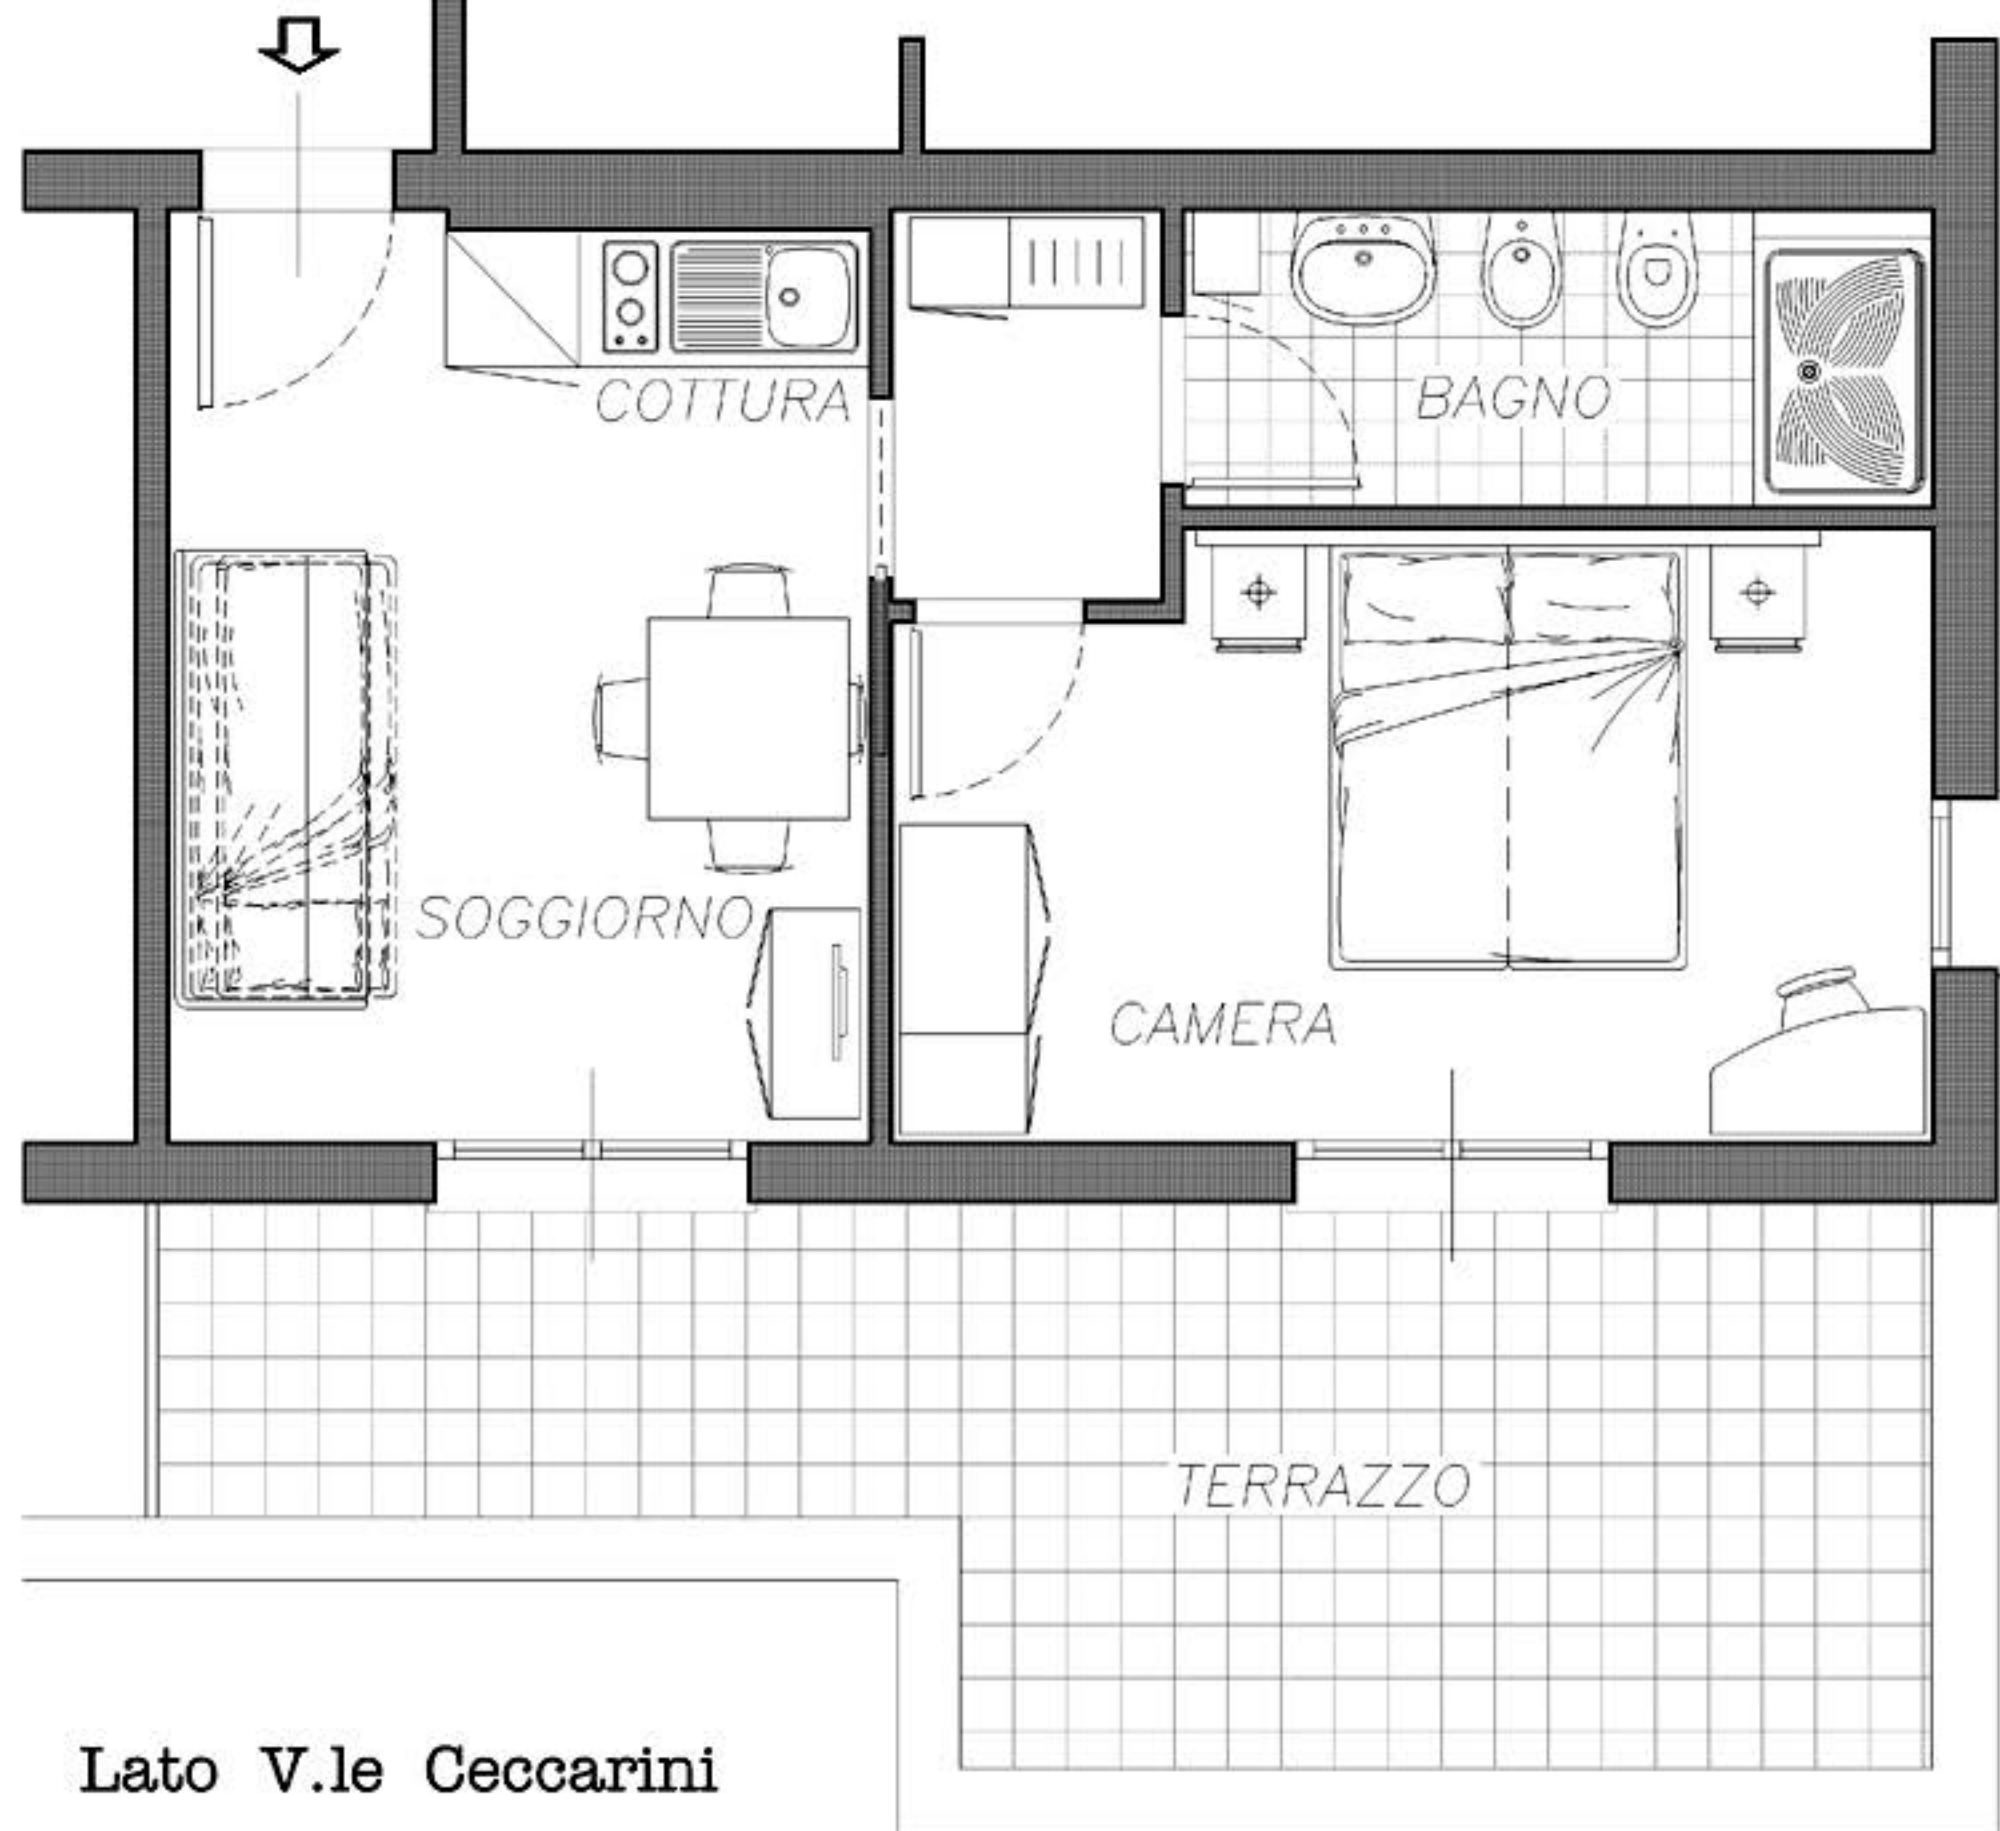 COTTURA
BAGNO
SOGGIORNO
CAMERA
TERRAZZO
Lato V.le Ceccarini